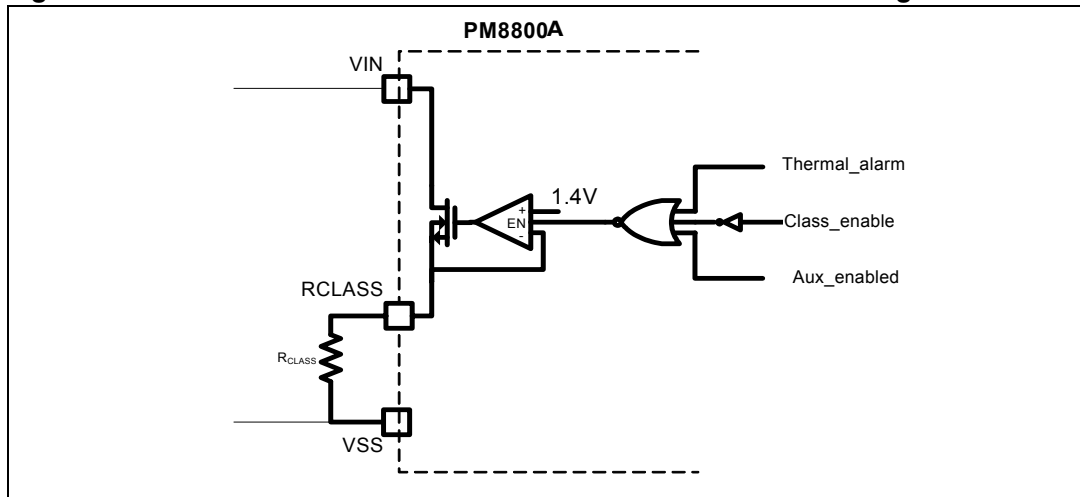 PM8800A
VIN
Thermal_alarm
1.4V
+
EN
-
Class_enable
Aux_enabled
RCLASS
RCLASS
VSS